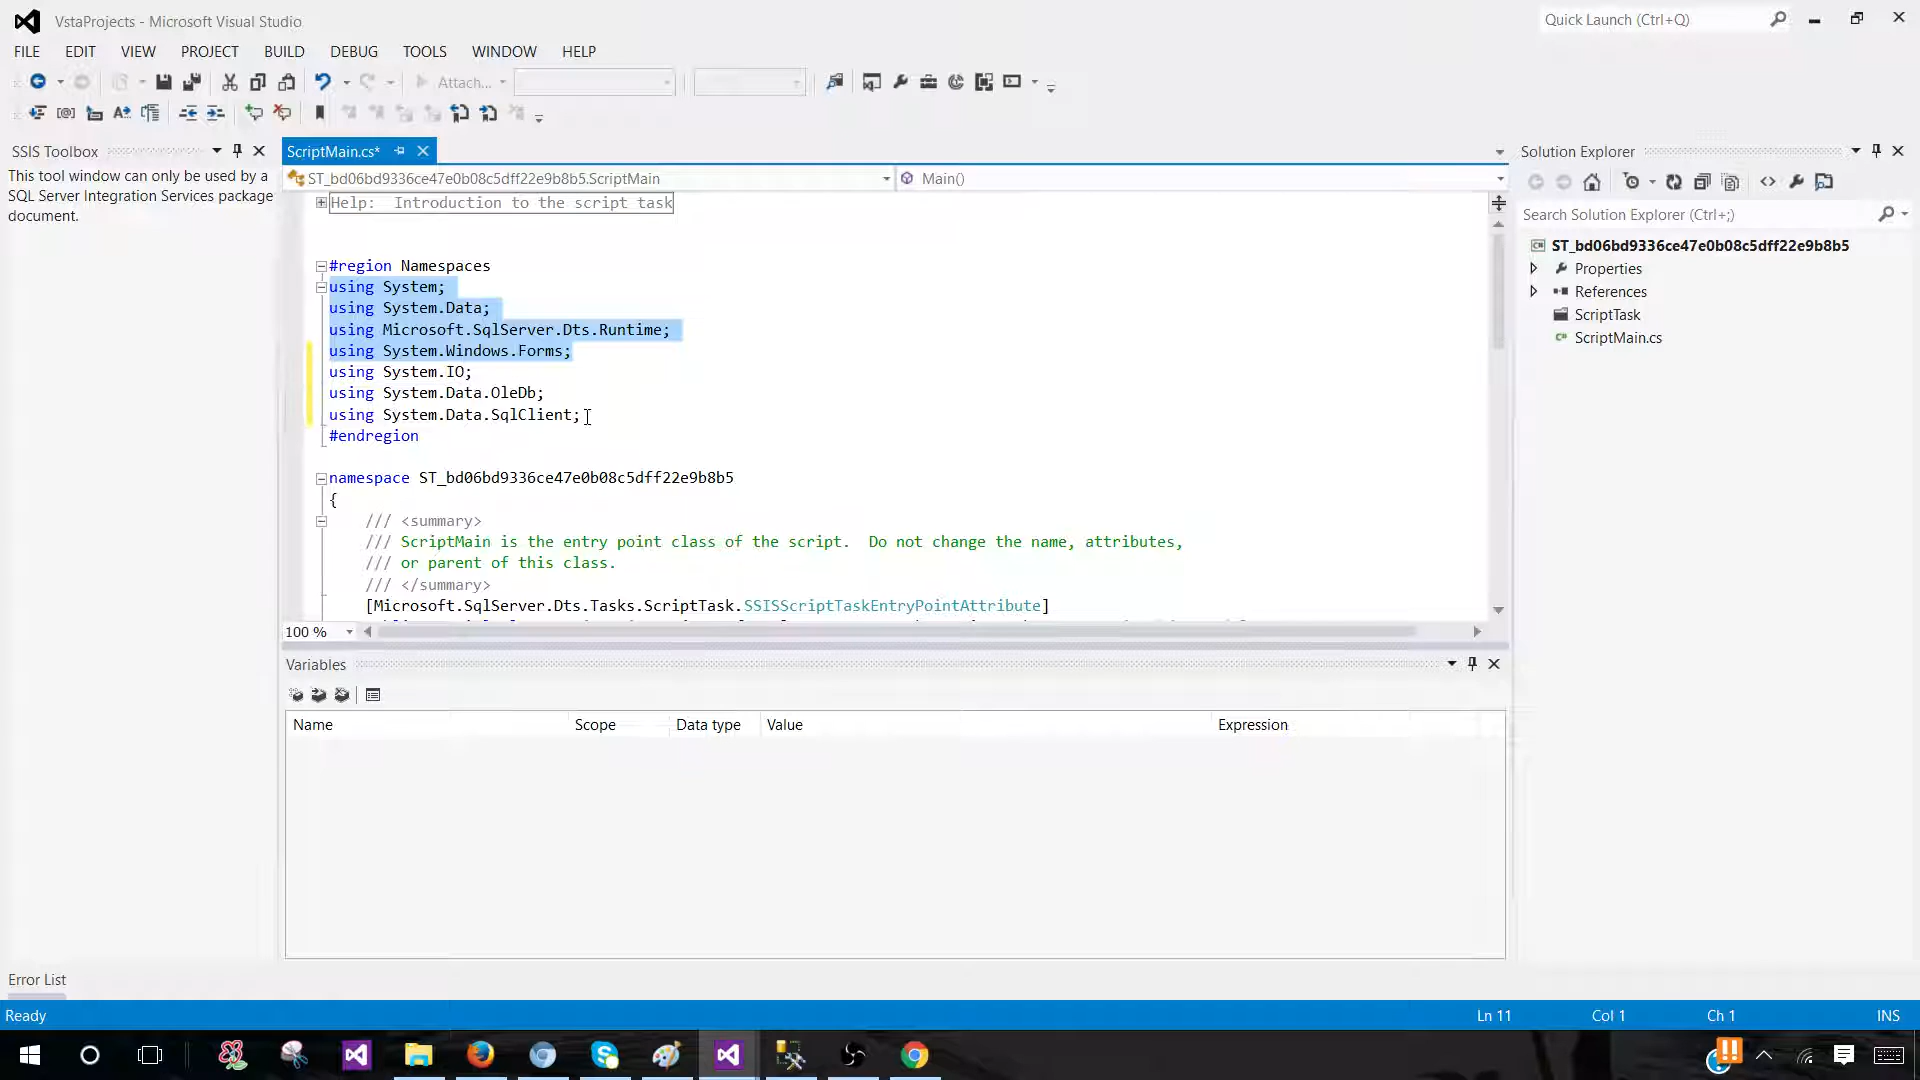 VstaProjects - Microsoft Visual Studio
Quick Launch (Ctrl+Q)
FILE EDIT VIEW PROJECT BUILD DEBUG TOOLS WINDOW HELP
Attach...
SSIS Toolbox
This tool window can only be used by a
SQL Server Integration Services package
document.
ScriptMain.cs*
ST_bd06bd9336ce47e0b08c5dff22e9b8b5.ScriptMain
Main()
Help: Introduction to the script task
#region Namespaces
using System;
using System.Data;
using Microsoft.SqlServer.Dts.Runtime;
using System.Windows.Forms;
using System.IO;
using System.Data.OleDb;
using System.Data.SqlClient;
#endregion
namespace ST_bd06bd9336ce47e0b08c5dff22e9b8b5
{
/// <summary>
/// ScriptMain is the entry point class of the script. Do not change the name, attributes,
/// or parent of this class.
/// </summary>
[Microsoft.SqlServer.Dts.Tasks.ScriptTask.SSISScriptTaskEntryPointAttribute]
100 %
Variables
Name Scope Data type Value Expression
Solution Explorer
Search Solution Explorer (Ctrl+;)
ST_bd06bd9336ce47e0b08c5dff22e9b8b5
Properties
References
ScriptTask
ScriptMain.cs
Error List
Ready
Ln 11 Col 1 Ch 1 INS